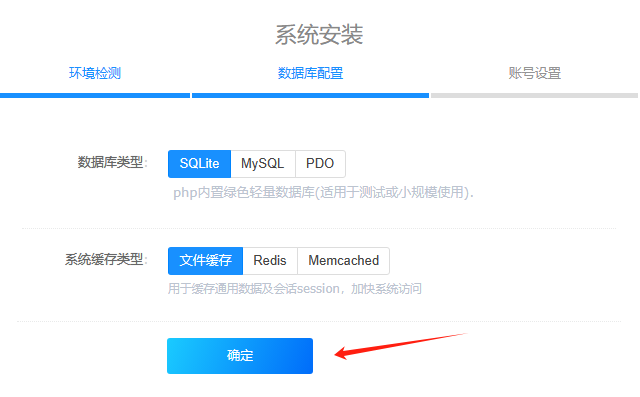 系统安装
环境检测 数据库配置 账号设置
数据库类型: SQLite MySQL PDO
php内置绿色轻量数据库(适用于测试或小规模使用).
系统缓存类型: 文件缓存 Redis Memcached
用于缓存通用数据及会话session，加快系统访问
确定